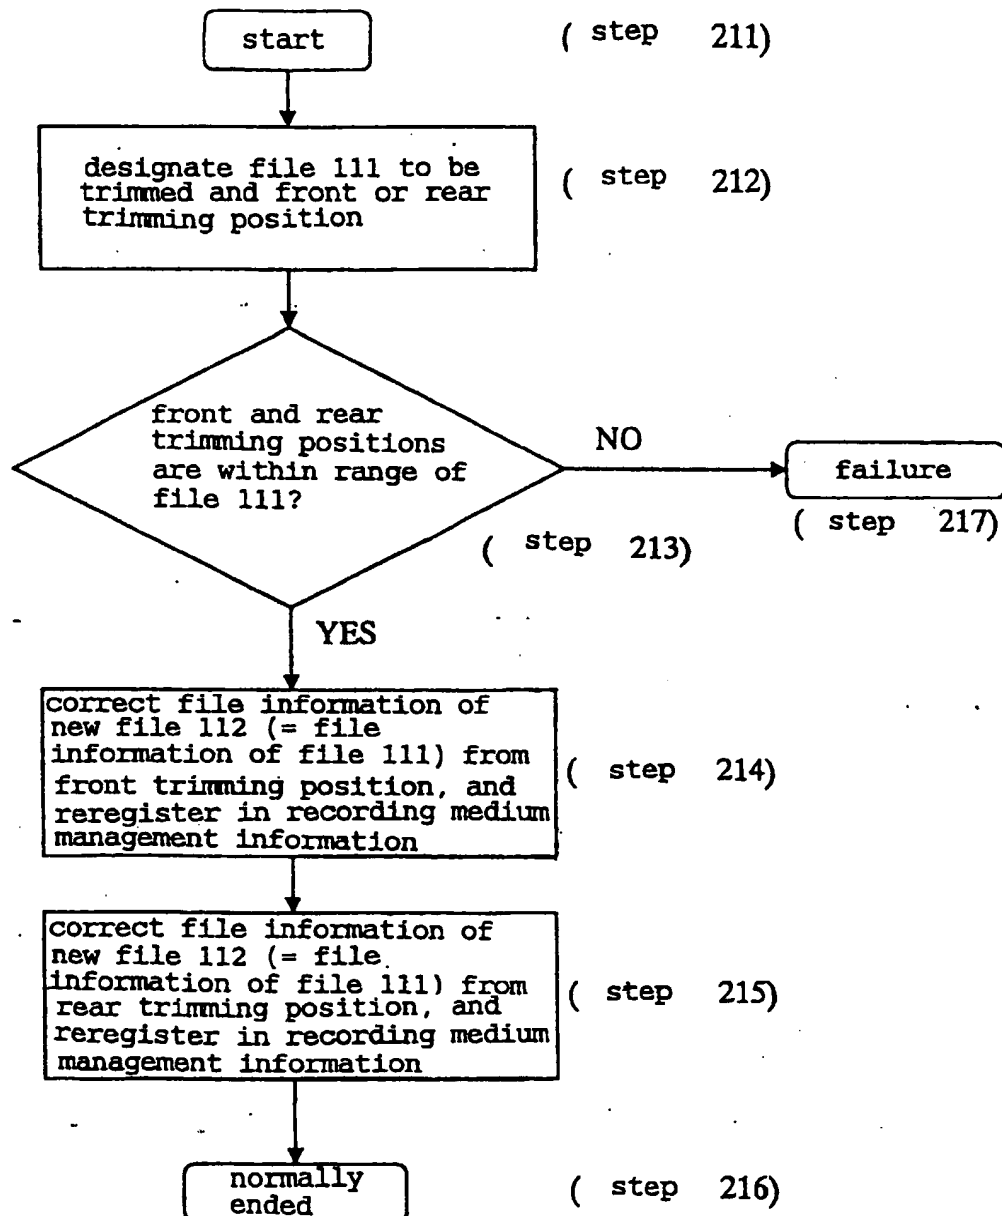 start
( step 211)
designate file 111 to be
trimmed and front or rear
trimming position
( step 212)
front and rear
trimming positions
are within range of
file 111?
NO
failure
( step 217)
( step 213)
YES
correct file information of
new file 112 (= file
information of file 111) from
front trimming position, and
reregister in recording medium
management information
( step 214)
correct file information of
new file 112 (= file
information of file 111) from
rear trimming position, and
reregister in recording medium
management information
( step 215)
normally
ended
( step 216)